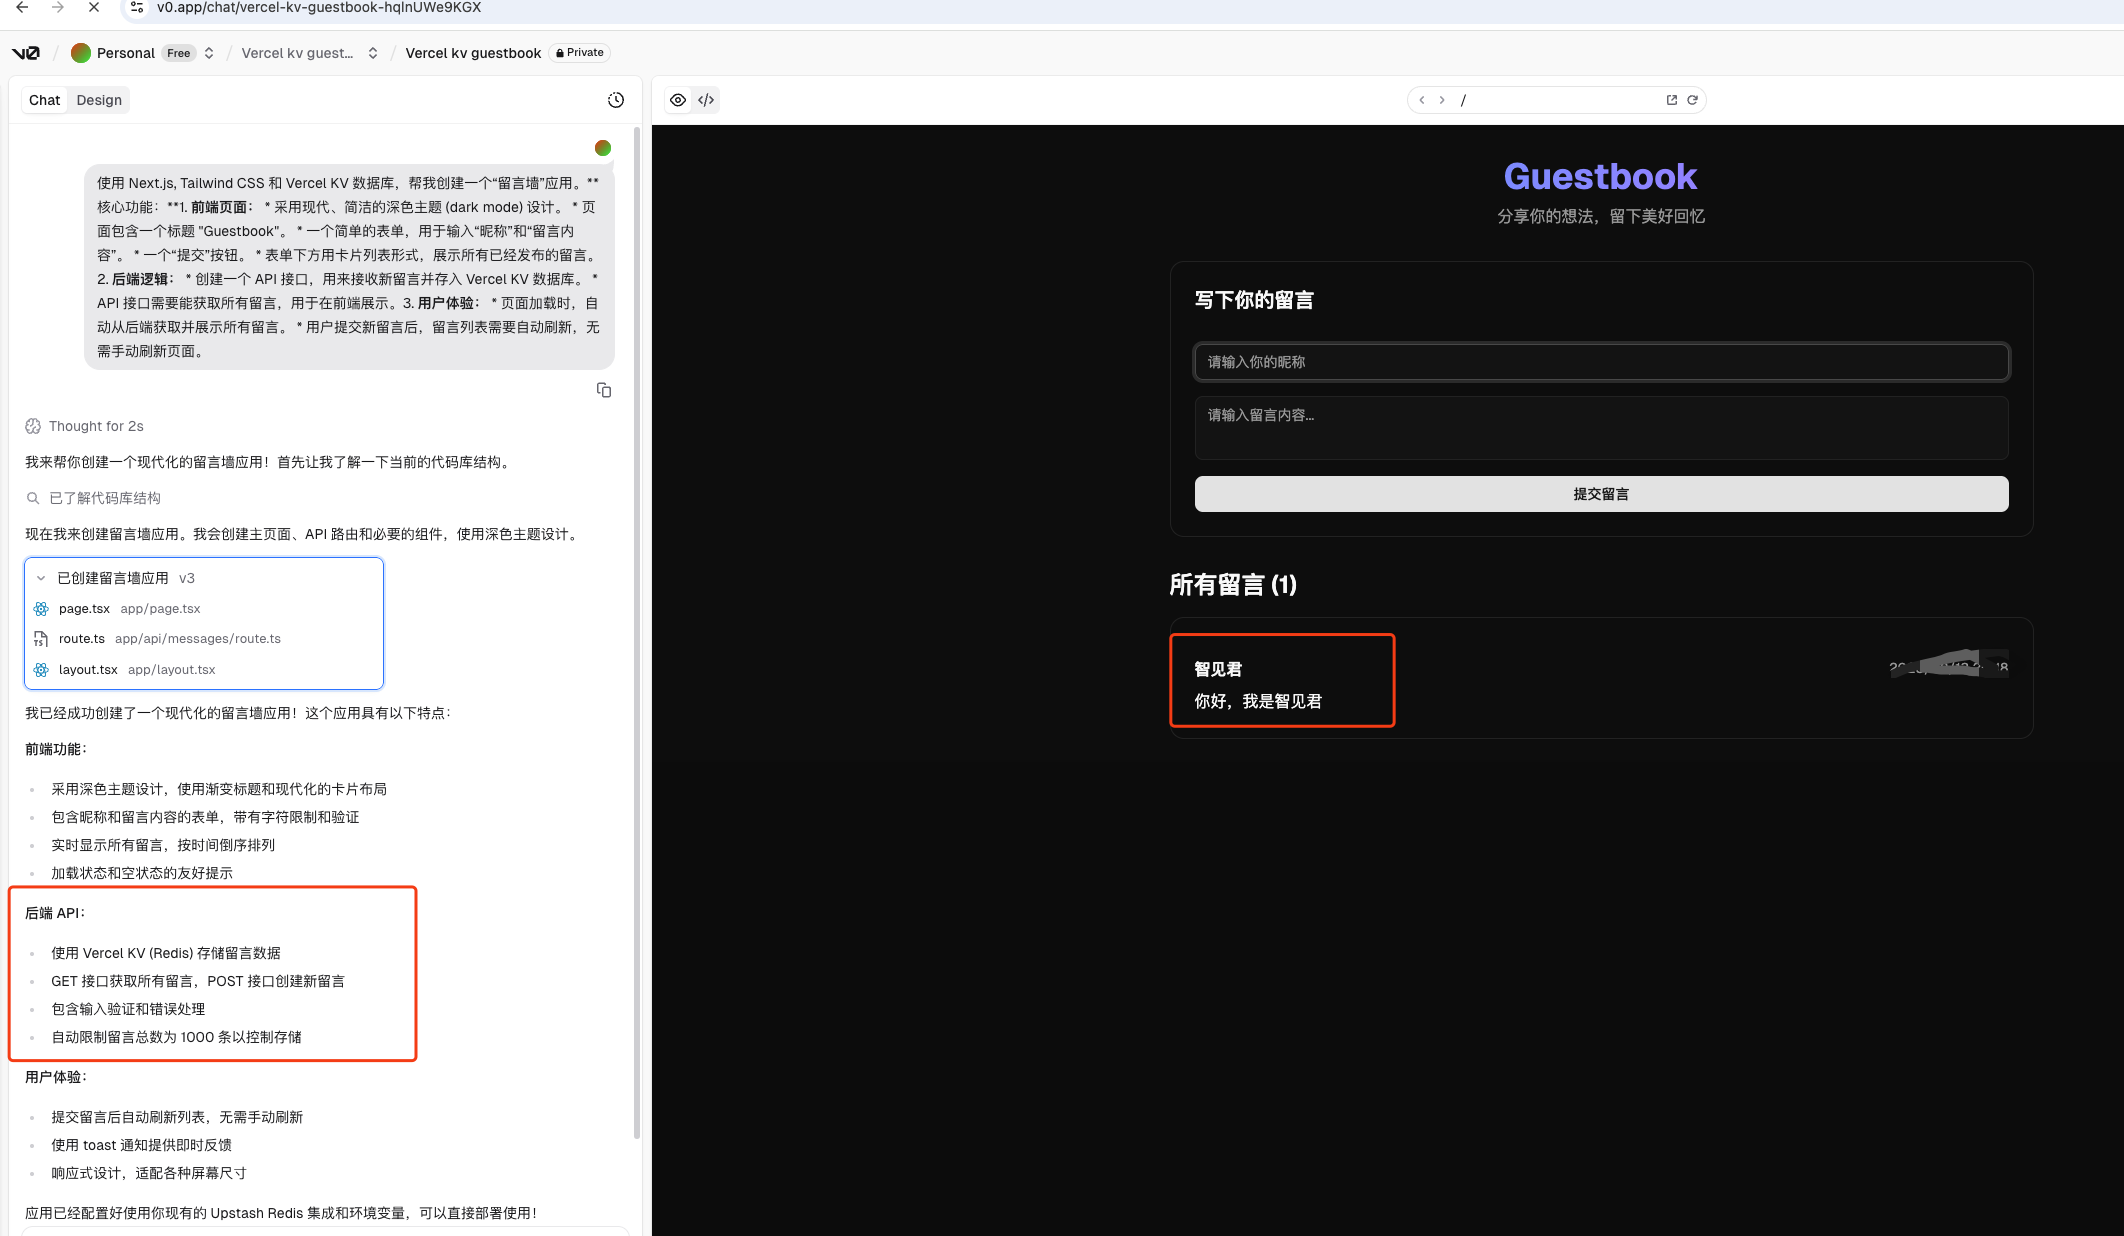 v0.app/chat/vercel-kv-guestbook-hqInUWe9KGX
v0 / Personal Free / Vercel kv guest... / Vercel kv guestbook Private
Chat Design
使用 Next.js, Tailwind CSS 和 Vercel KV 数据库，帮我创建一个“留言墙”应用。**
核心功能：**1. 前端页面： * 采用现代、简洁的深色主题 (dark mode) 设计。 * 页
面包含一个标题 "Guestbook"。 * 一个简单的表单，用于输入“昵称”和“留言内
容”。 * 一个“提交”按钮。 * 表单下方用卡片列表形式，展示所有已经发布的留言。
2. 后端逻辑： * 创建一个 API 接口，用来接收新留言并存入 Vercel KV 数据库。 *
API 接口需要能获取所有留言，用于在前端展示。3. 用户体验： * 页面加载时，自
动从后端获取并展示所有留言。 * 用户提交新留言后，留言列表需要自动刷新，无
需手动刷新页面。
Thought for 2s
我来帮你创建一个现代化的留言墙应用！首先让我了解一下当前的代码库结构。
已了解代码库结构
现在我来创建留言墙应用。我会创建主页面、API 路由和必要的组件，使用深色主题设计。
已创建留言墙应用 v3
page.tsx app/page.tsx
TS route.ts app/api/messages/route.ts
layout.tsx app/layout.tsx
我已经成功创建了一个现代化的留言墙应用！这个应用具有以下特点：
前端功能：
采用深色主题设计，使用渐变标题和现代化的卡片布局
包含昵称和留言内容的表单，带有字符限制和验证
实时显示所有留言，按时间倒序排列
加载状态和空状态的友好提示
后端 API：
使用 Vercel KV (Redis) 存储留言数据
GET 接口获取所有留言，POST 接口创建新留言
包含输入验证和错误处理
自动限制留言总数为 1000 条以控制存储
用户体验：
提交留言后自动刷新列表，无需手动刷新
使用 toast 通知提供即时反馈
响应式设计，适配各种屏幕尺寸
应用已经配置好使用你现有的 Upstash Redis 集成和环境变量，可以直接部署使用！
/
Guestbook
分享你的想法，留下美好回忆
写下你的留言
请输入你的昵称
请输入留言内容...
提交留言
所有留言 (1)
智见君
你好，我是智见君